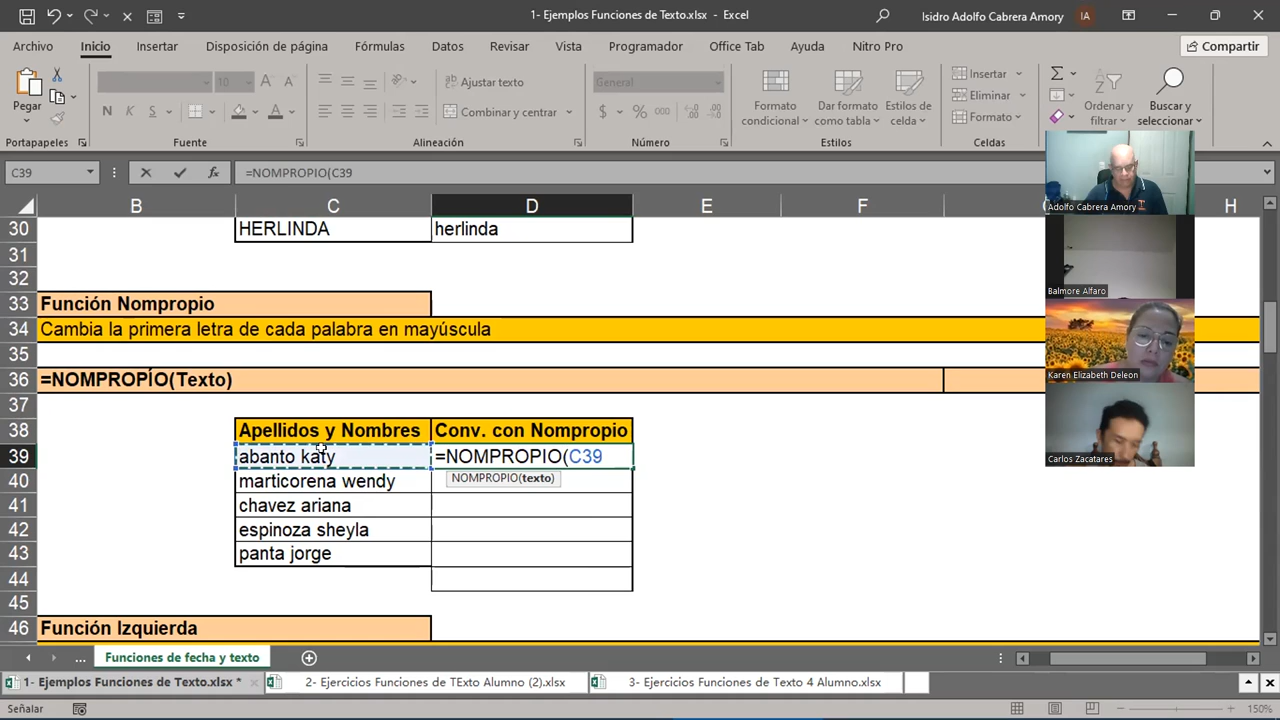 1- Ejemplos Funciones de Texto.xlsx - Excel
Isidro Adolfo Cabrera Amory
IA
Archivo Inicio Insertar Disposición de página Fórmulas Datos Revisar Vista Programador Office Tab Ayuda Nitro Pro
Compartir
Pegar
Portapapeles
10
N K S
Fuente
Ajustar texto
Combinar y centrar
Alineación
General
$ % 000
Número
Formato condicional
Dar formato como tabla
Estilos de celda
Estilos
Insertar
Eliminar
Formato
Celdas
Ordenar y filtrar
Buscar y seleccionar
C39
=NOMPROPIO(C39
B C D E F H
30 HERLINDA herlinda
31
32
33 Función Nompropio
34 Cambia la primera letra de cada palabra en mayúscula
35
36 =NOMPROPÍO(Texto)
37
38 Apellidos y Nombres Conv. con Nompropio
39 abanto katy =NOMPROPIO(C39
NOMPROPIO(texto)
40 marticorena wendy
41 chavez ariana
42 espinoza sheyla
43 panta jorge
44
45
46 Función Izquierda
Adolfo Cabrera Amory
Balmore Alfaro
Karen Elizabeth Deleon
Carlos Zacatares
... Funciones de fecha y texto
1- Ejemplos Funciones de Texto.xlsx *
2- Ejercicios Funciones de TExto Alumno (2).xlsx
3- Ejercicios Funciones de Texto 4 Alumno.xlsx
Señalar
150%